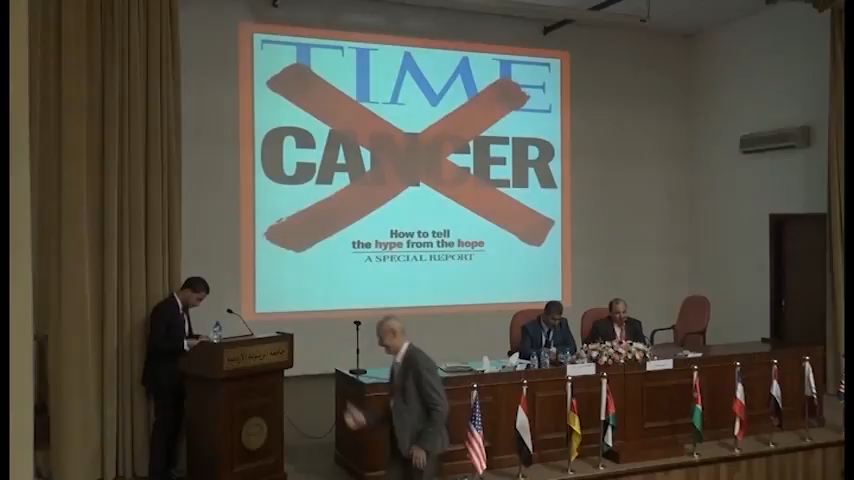 TIME
CANCER
How to tell
the hype from the hope
A SPECIAL REPORT